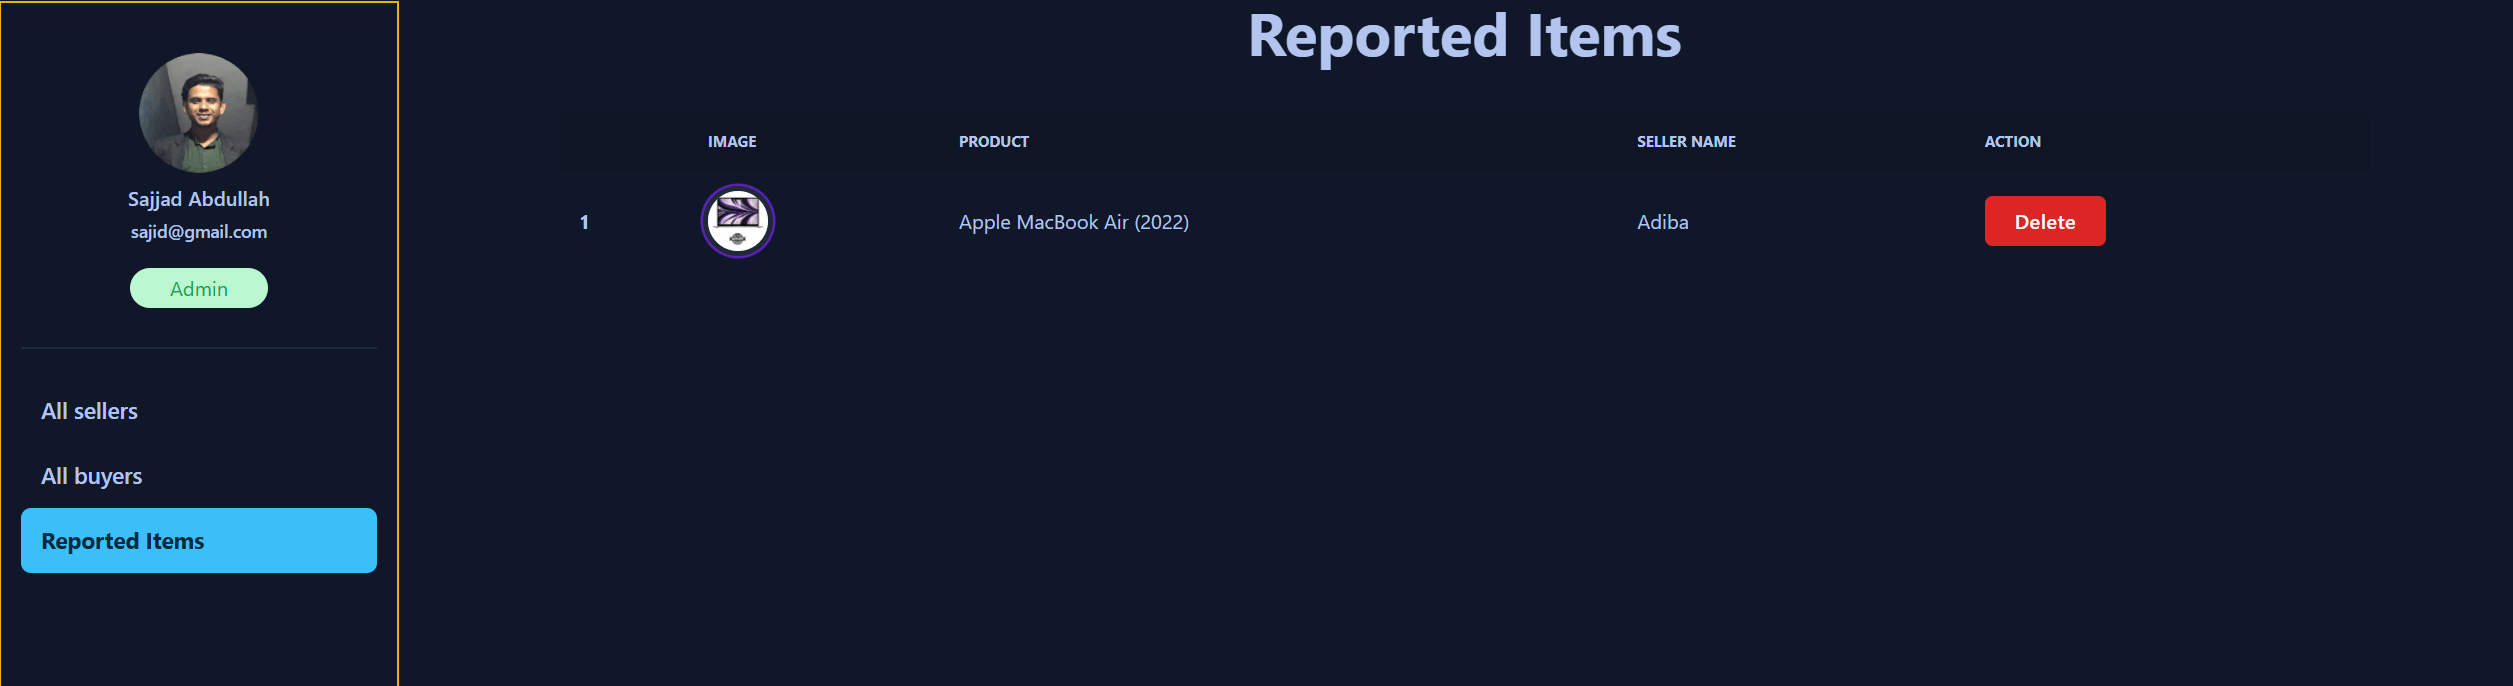 Sajjad Abdullah
sajid@gmail.com
Admin
All sellers
All buyers
Reported Items
Reported Items
IMAGE PRODUCT SELLER NAME ACTION
1 Apple MacBook Air (2022) Adiba Delete